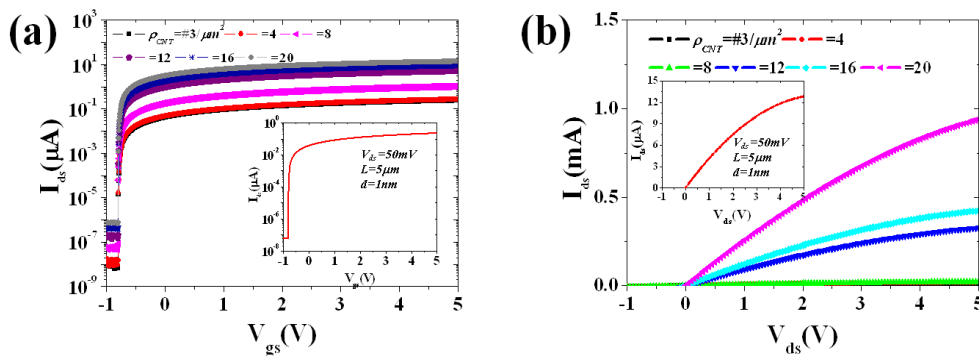 (a)
ρCNT=#3/μm² =4 =8
=12 =16 =20
10³
10¹
10⁻¹
10⁻³
10⁻⁵
10⁻⁷
10⁻⁹
Ids(μA)
-1 0 1 2 3 4 5
Vgs(V)
10⁰
10⁻²
10⁻⁴
10⁻⁶
10⁻⁸
Ids(μA)
Vds=50mV
L=5μm
d=1nm
-1 0 1 2 3 4 5
Vgs(V)
(b)
ρCNT=#3/μm² =4
=8 =12 =16 =20
1.5
1.0
0.5
0.0
Ids(mA)
-1 0 1 2 3 4 5
Vds(V)
15
12
9
6
3
0
Ids(μA)
Vds=50mV
L=5μm
d=1nm
-1 0 1 2 3 4 5
Vds(V)